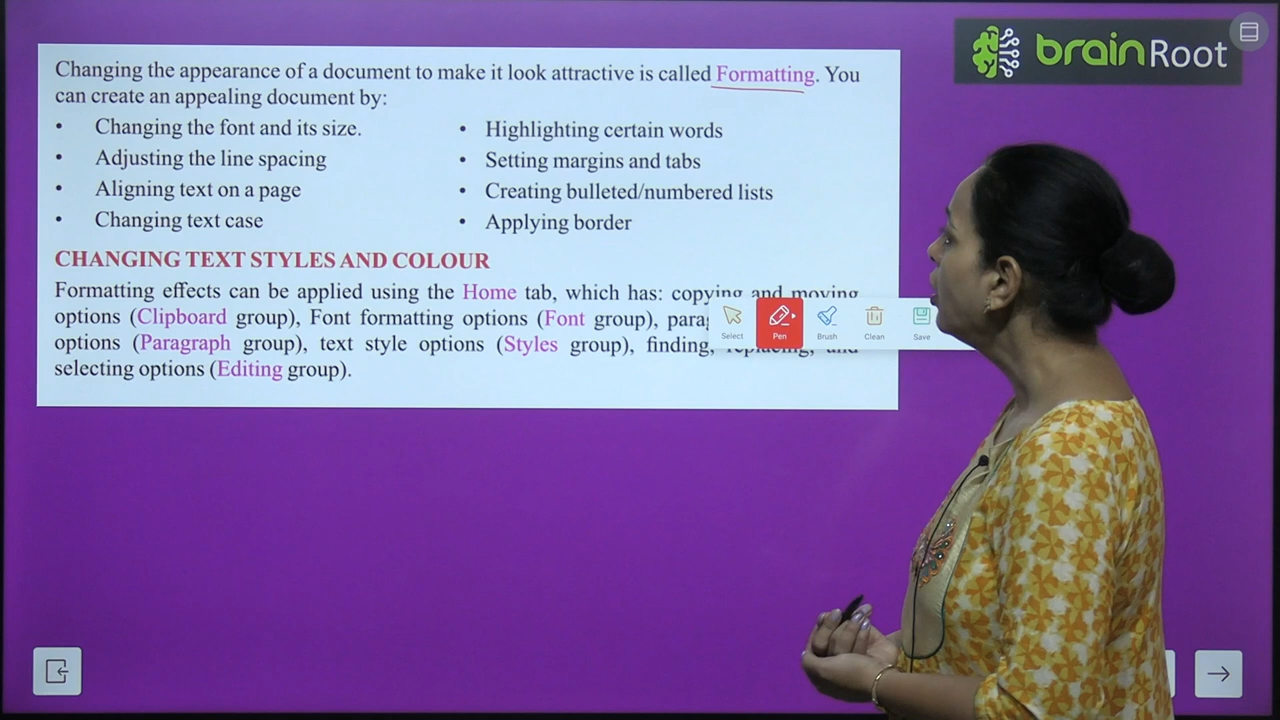 brainRoot
Changing the appearance of a document to make it look attractive is called Formatting. You
can create an appealing document by:
• Changing the font and its size.
• Adjusting the line spacing
• Aligning text on a page
• Changing text case
• Highlighting certain words
• Setting margins and tabs
• Creating bulleted/numbered lists
• Applying border
CHANGING TEXT STYLES AND COLOUR
Formatting effects can be applied using the Home tab, which has: copying and moving
options (Clipboard group), Font formatting options (Font group),
options (Paragraph group), text style options (Styles group), finding, replacing, and
selecting options (Editing group).
Select Pen Brush Clean Save